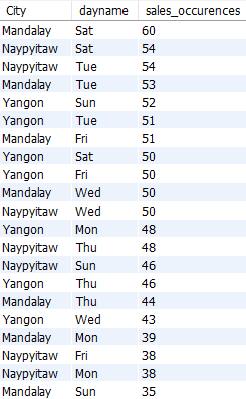 City dayname sales_occurences
Mandalay Sat 60
Naypyitaw Sat 54
Naypyitaw Tue 54
Mandalay Tue 53
Yangon Sun 52
Yangon Tue 51
Mandalay Fri 51
Yangon Sat 50
Yangon Fri 50
Mandalay Wed 50
Naypyitaw Wed 50
Yangon Mon 48
Naypyitaw Thu 48
Naypyitaw Sun 46
Yangon Thu 46
Mandalay Thu 44
Yangon Wed 43
Mandalay Mon 39
Naypyitaw Fri 38
Naypyitaw Mon 38
Mandalay Sun 35